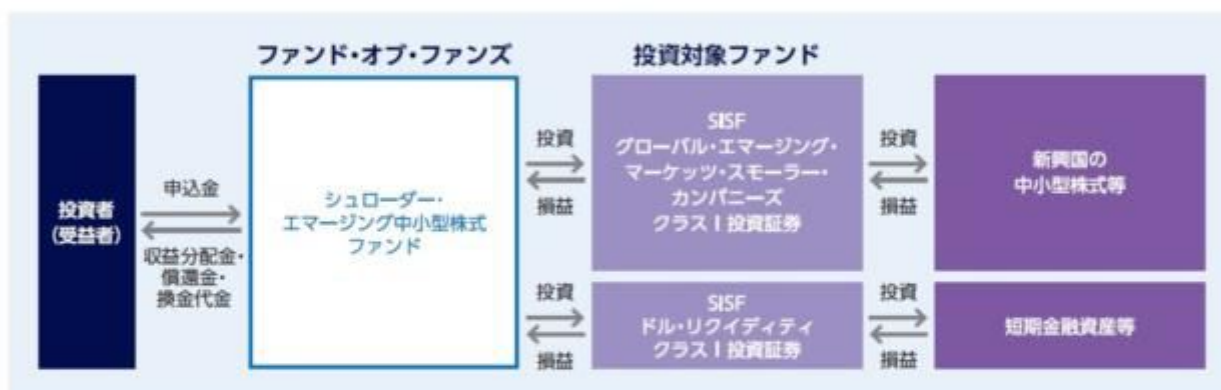 ファンド・オブ・ファンズ
投資対象ファンド
投資者
(受益者)
申込金
収益分配金・
償還金・
換金代金
シュローダー・
エマージング中小型株式
ファンド
投資
損益
SISF
グローバル・エマージング・
マーケッツ・スモーラー・
カンパニーズ
クラスI投資証券
投資
損益
新興国の
中小型株式等
投資
損益
SISF
ドル・リクイディティ
クラスI投資証券
投資
損益
短期金融資産等